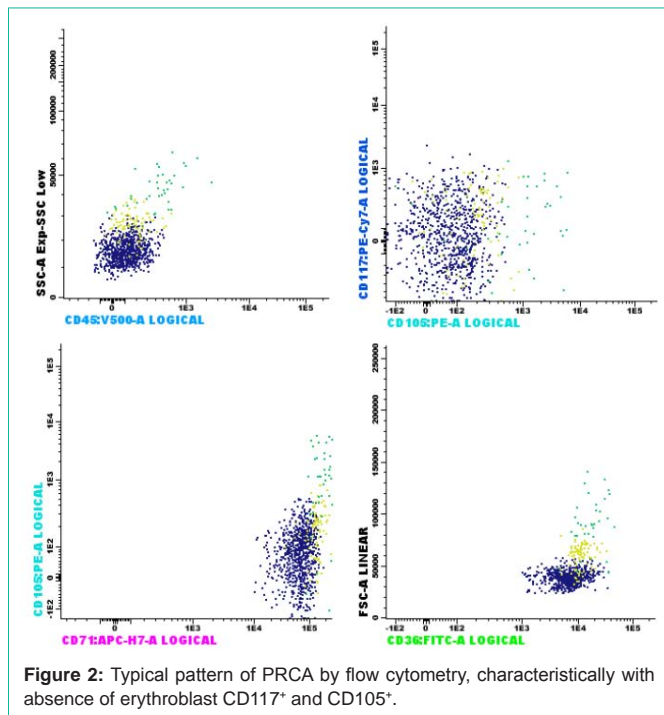 SSC-A Exp-SSC Low
200000
100000
50000
0
0
1E3
1E4
1E5
CD45:V500-A LOGICAL
CD117:PE-Cy7-A LOGICAL
1E5
1E4
1E3
0
-1E2
0
1E2
1E3
1E4
1E5
CD105:PE-A LOGICAL
CD105:PE-A LOGICAL
1E5
1E4
1E3
1E2
0
-1E2
0
1E3
1E4
1E5
CD71:APC-H7-A LOGICAL
FSC-A LINEAR
250000
200000
150000
100000
50000
0
-1E2
0
1E3
1E4
1E5
CD36:FITC-A LOGICAL
Figure 2: Typical pattern of PRCA by flow cytometry, characteristically with
absence of erythroblast CD117⁺ and CD105⁺.